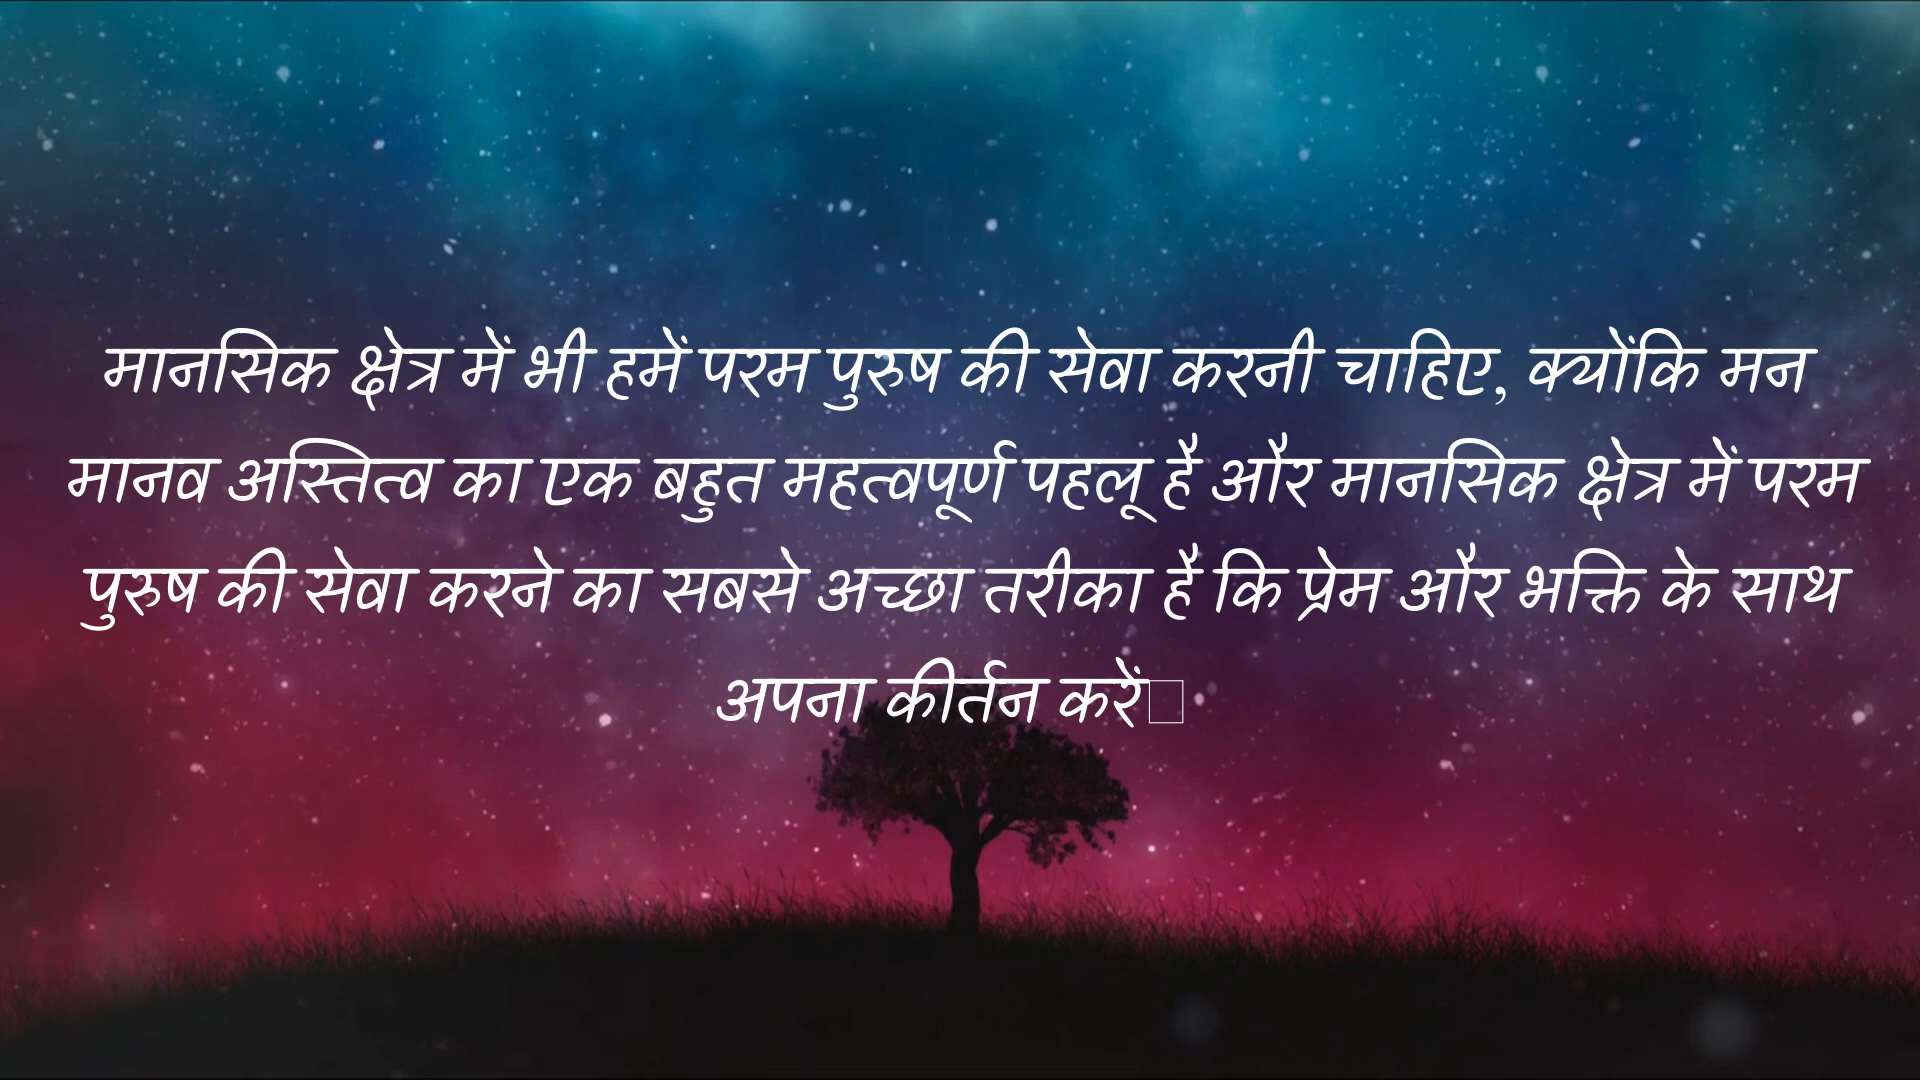 मानसिक क्षेत्र में भी हमें परम पुरुष की सेवा करनी चाहिए, क्योंकि मन
मानव अस्तित्व का एक बहुत महत्वपूर्ण पहलू है और मानसिक क्षेत्र में परम
पुरुष की सेवा करने का सबसे अच्छा तरीका है कि प्रेम और भक्ति के साथ
अपना कीर्तन करें